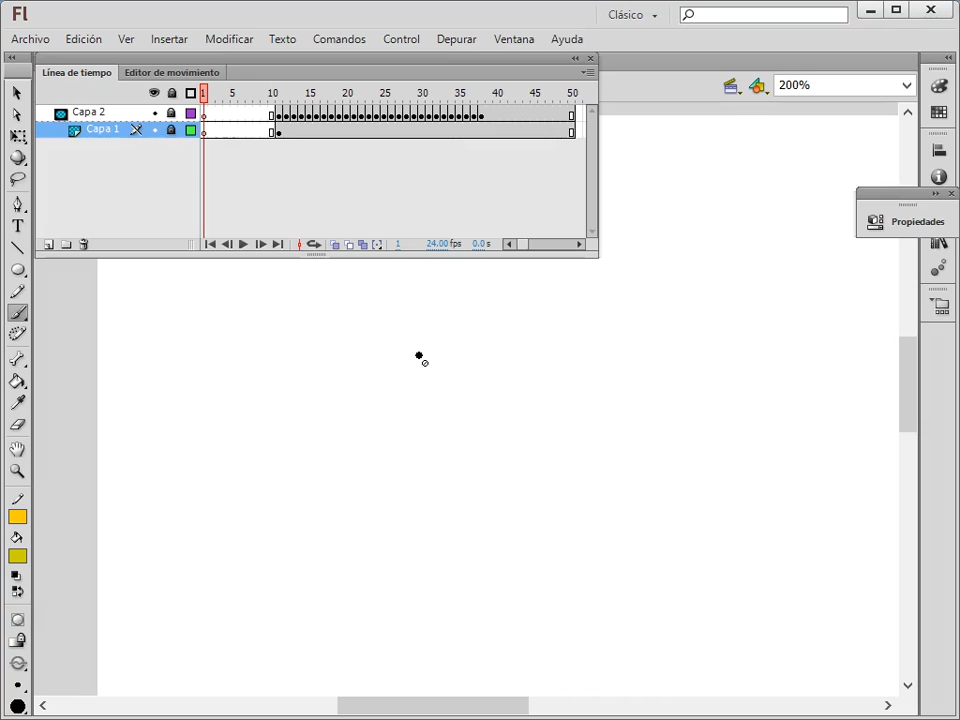 Fl
Clásico
Archivo Edición Ver Insertar Modificar Texto Comandos Control Depurar Ventana Ayuda
Línea de tiempo Editor de movimiento
200%
1 5 10 15 20 25 30 35 40 45 50
Capa 2
Capa 1
Propiedades
1 24.00 fps 0.0 s
T